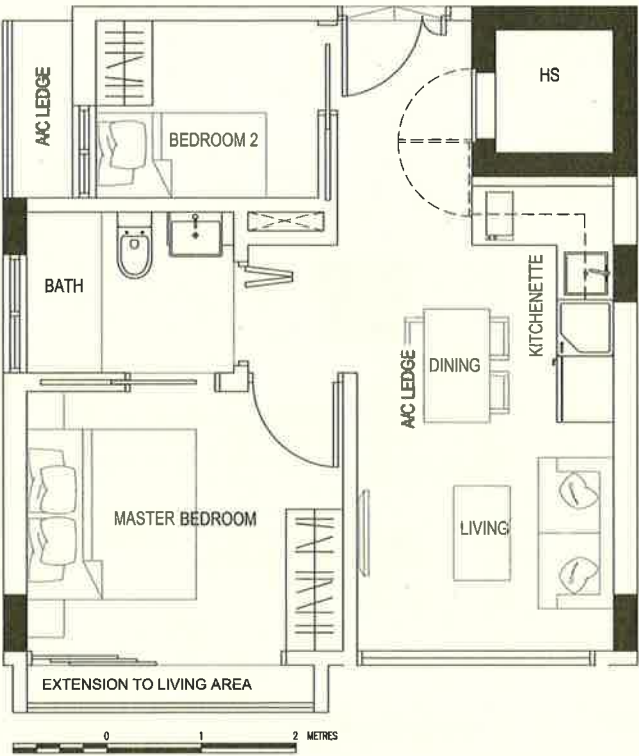 HS
A/C LEDGE
BEDROOM 2
BATH
KITCHENETTE
A/C LEDGE
DINING
MASTER BEDROOM
LIVING
EXTENSION TO LIVING AREA
0 1 2 METRES